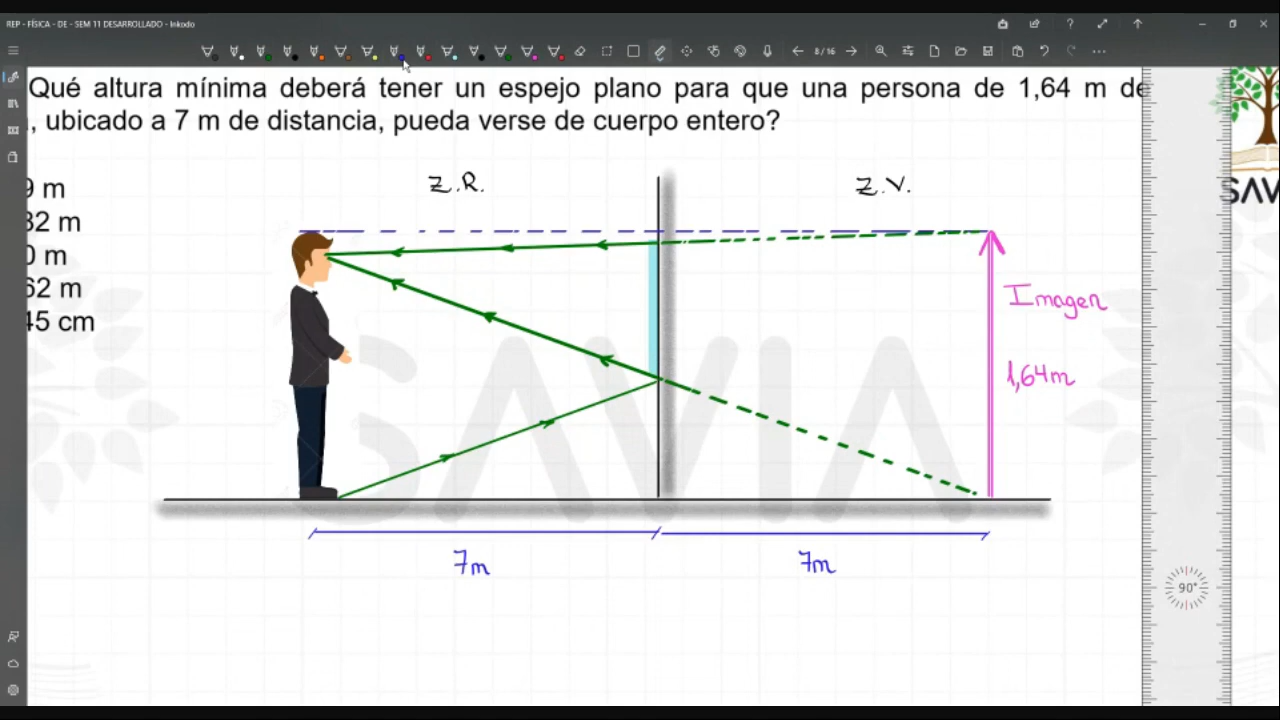 REP - FÍSICA - DE - SEM 11 DESARROLLADO - Inkodo
8/16
Qué altura mínima deberá tener un espejo plano para que una persona de 1,64 m de
, ubicado a 7 m de distancia, pueda verse de cuerpo entero?
9 m
32 m
0 m
62 m
45 cm
Z.R.
Z.V.
Imagen
1,64m
7m
7m
90°
SAV
SAVIA